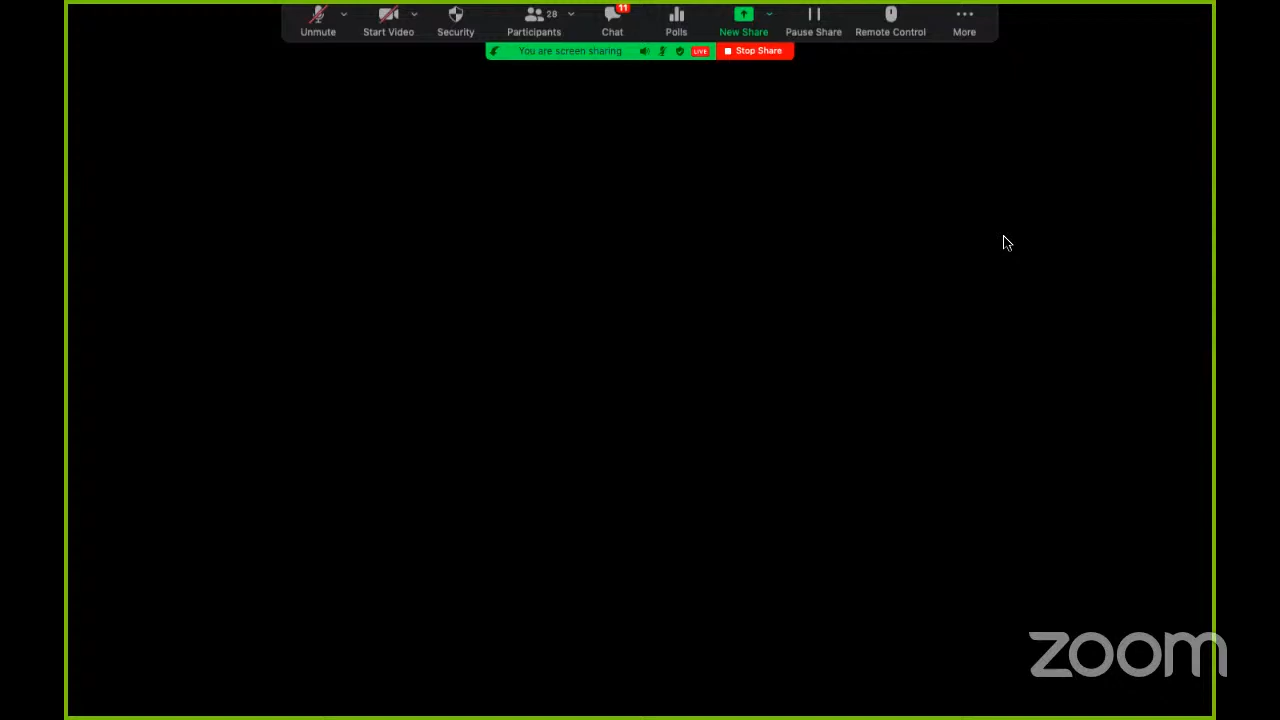 28 11
Unmute Start Video Security Participants Chat Polls New Share Pause Share Remote Control More
You are screen sharing LIVE Stop Share
zoom